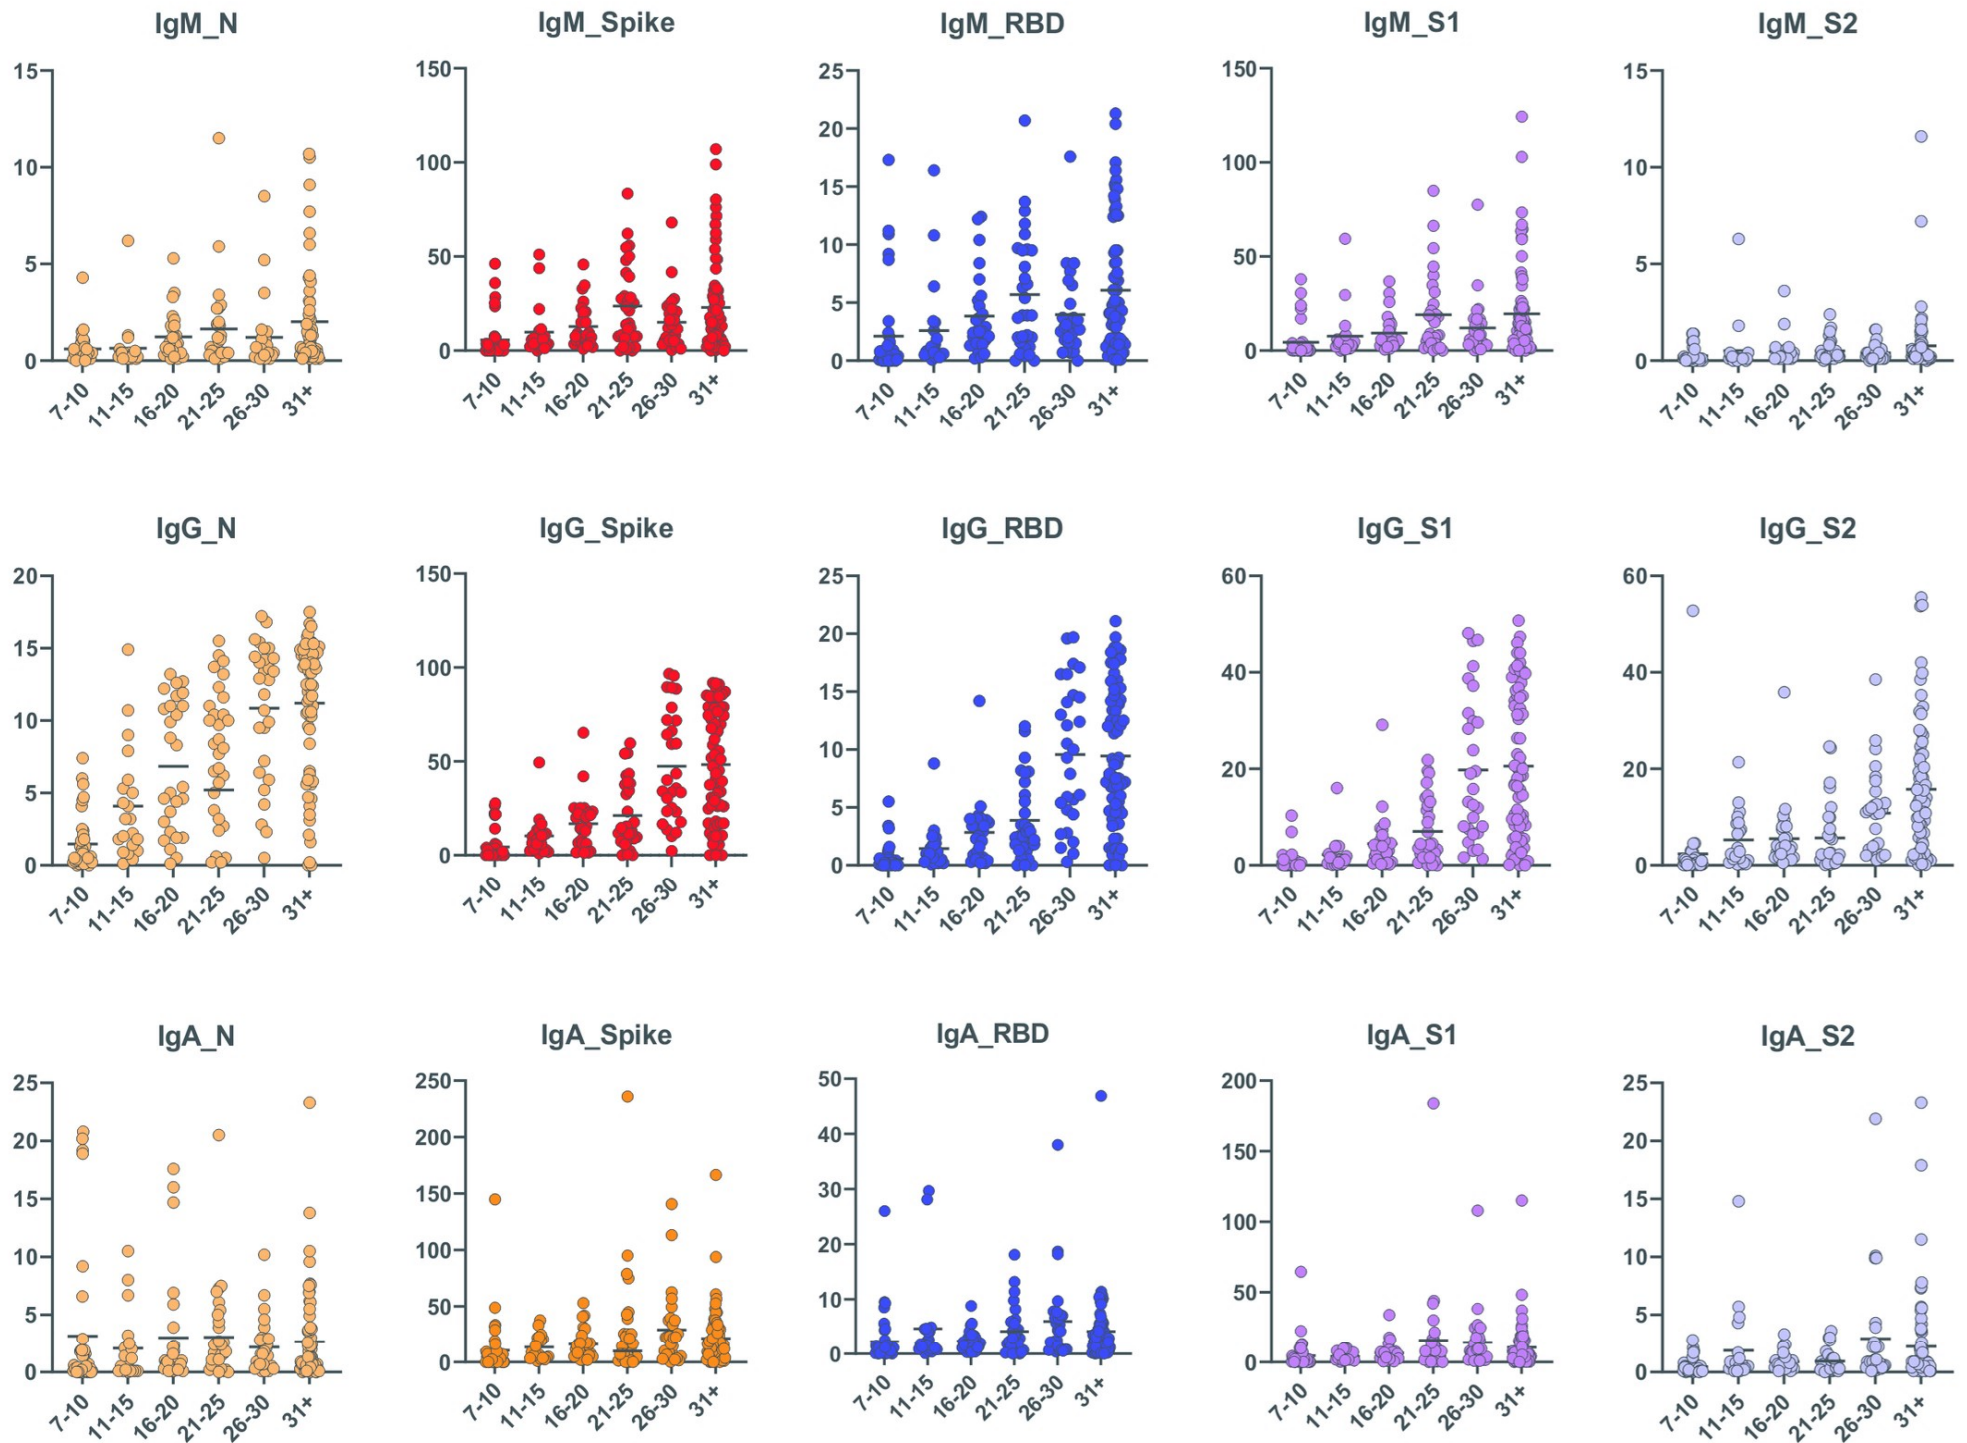 IgM_N IgM_Spike IgM_RBD IgM_S1 IgM_S2
15 10 5 0
150 100 50 0
25 20 15 10 5 0
150 100 50 0
15 10 5 0
7-10 11-15 16-20 21-25 26-30 31+
7-10 11-15 16-20 21-25 26-30 31+
7-10 11-15 16-20 21-25 26-30 31+
7-10 11-15 16-20 21-25 26-30 31+
7-10 11-15 16-20 21-25 26-30 31+
IgG_N IgG_Spike IgG_RBD IgG_S1 IgG_S2
20 15 10 5 0
150 100 50 0
25 20 15 10 5 0
60 40 20 0
60 40 20 0
7-10 11-15 16-20 21-25 26-30 31+
7-10 11-15 16-20 21-25 26-30 31+
7-10 11-15 16-20 21-25 26-30 31+
7-10 11-15 16-20 21-25 26-30 31+
7-10 11-15 16-20 21-25 26-30 31+
IgA_N IgA_Spike IgA_RBD IgA_S1 IgA_S2
25 20 15 10 5 0
250 200 150 100 50 0
50 40 30 20 10 0
200 150 100 50 0
25 20 15 10 5 0
7-10 11-15 16-20 21-25 26-30 31+
7-10 11-15 16-20 21-25 26-30 31+
7-10 11-15 16-20 21-25 26-30 31+
7-10 11-15 16-20 21-25 26-30 31+
7-10 11-15 16-20 21-25 26-30 31+